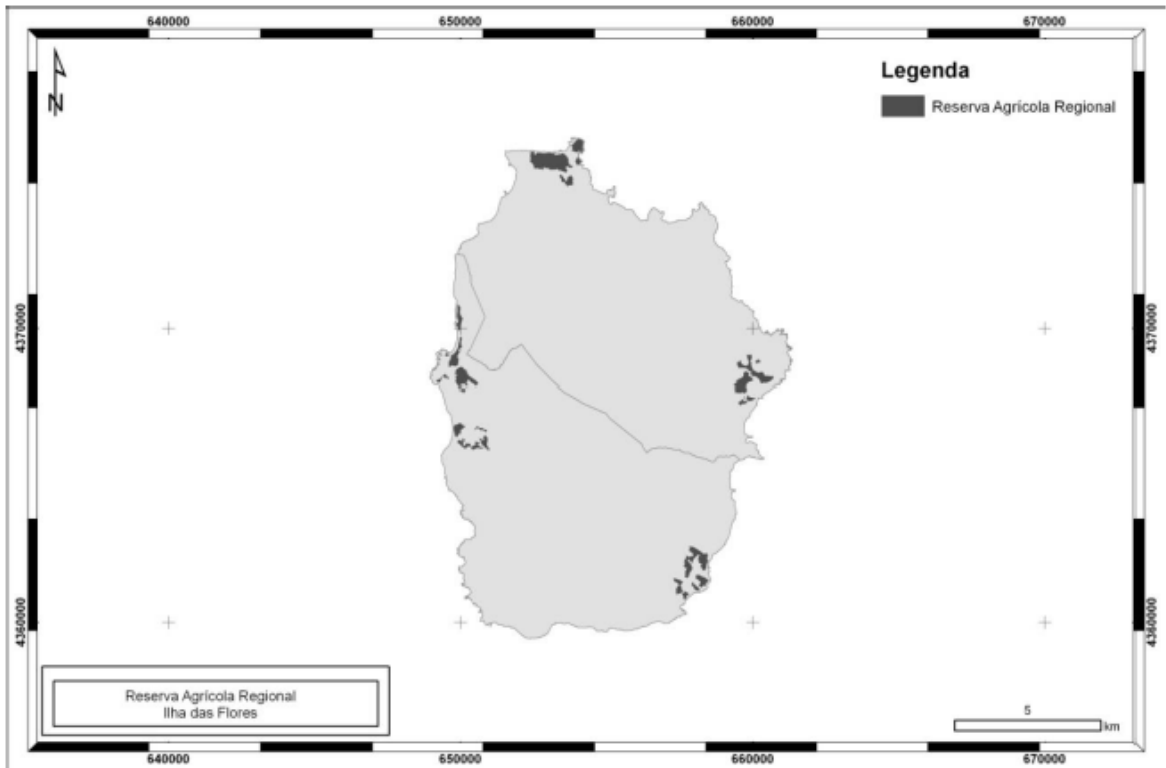 640000 650000 660000 670000
N
Legenda
Reserva Agrícola Regional
4370000 4370000
4360000 4360000
Reserva Agrícola Regional
Ilha das Flores
5
km
640000 650000 660000 670000